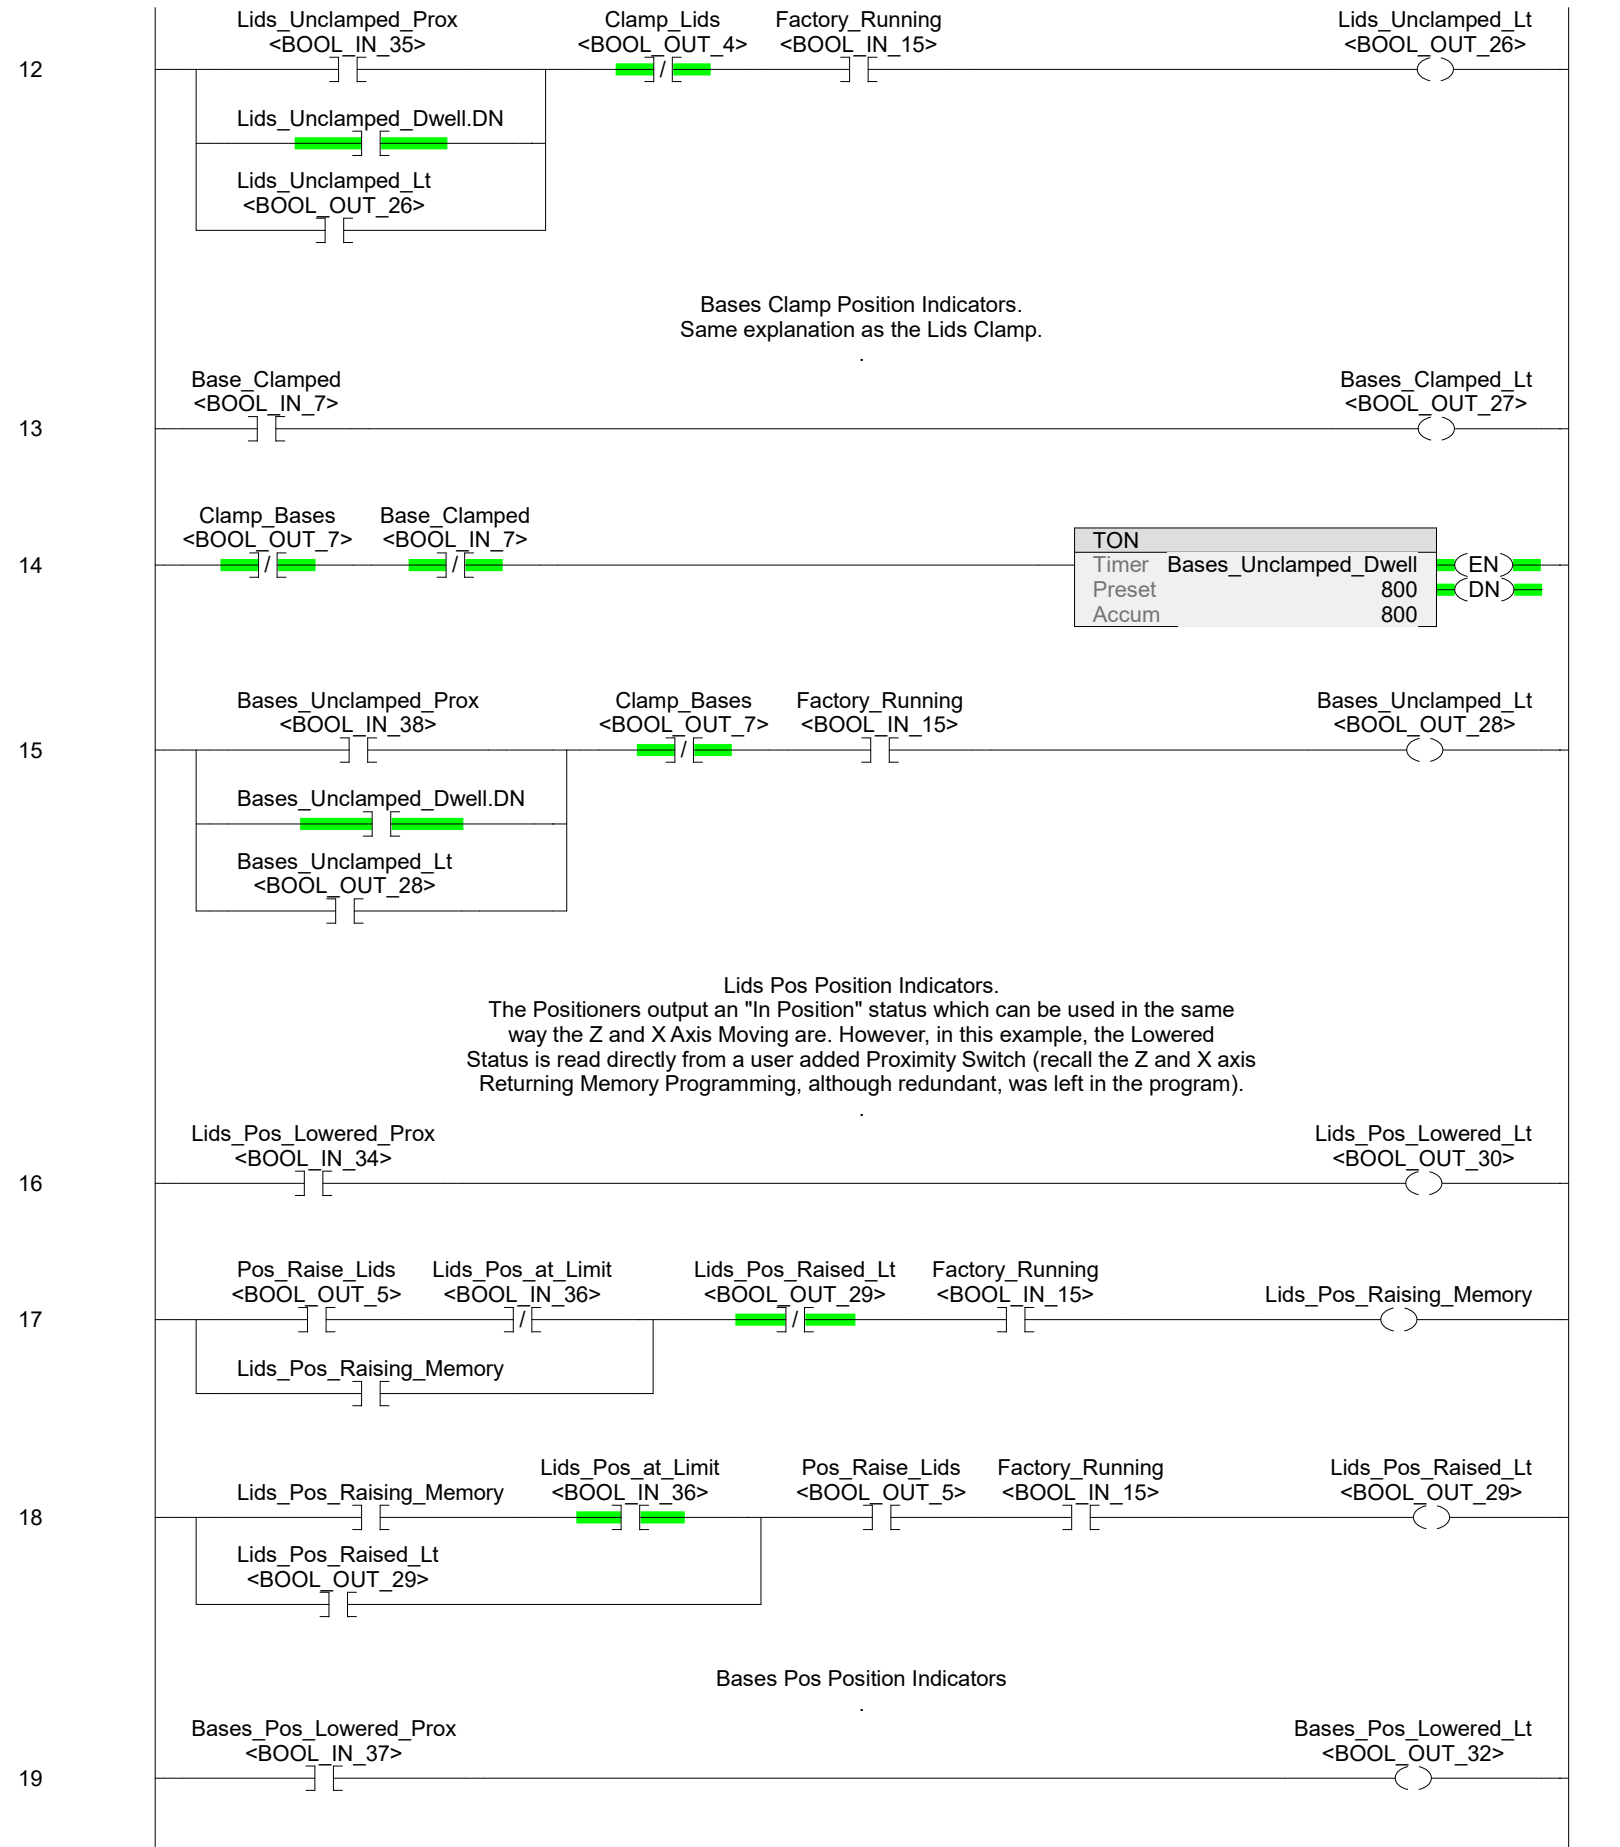 Lids_Unclamped_Prox Clamp_Lids Factory_Running Lids_Unclamped_Lt
<BOOL_IN_35> <BOOL_OUT_4> <BOOL_IN_15> <BOOL_OUT_26>
12 /
Lids_Unclamped_Dwell.DN
Lids_Unclamped_Lt
<BOOL_OUT_26>
Bases Clamp Position Indicators.
Same explanation as the Lids Clamp.
.
Base_Clamped Bases_Clamped_Lt
<BOOL_IN_7> <BOOL_OUT_27>
13
Clamp_Bases Base_Clamped
<BOOL_OUT_7> <BOOL_IN_7>
TON
14 / / Timer Bases_Unclamped_Dwell EN
Preset 800 DN
Accum 800
Bases_Unclamped_Prox Clamp_Bases Factory_Running Bases_Unclamped_Lt
<BOOL_IN_38> <BOOL_OUT_7> <BOOL_IN_15> <BOOL_OUT_28>
15 /
Bases_Unclamped_Dwell.DN
Bases_Unclamped_Lt
<BOOL_OUT_28>
Lids Pos Position Indicators.
The Positioners output an "In Position" status which can be used in the same
way the Z and X Axis Moving are. However, in this example, the Lowered
Status is read directly from a user added Proximity Switch (recall the Z and X axis
Returning Memory Programming, although redundant, was left in the program).
.
Lids_Pos_Lowered_Prox Lids_Pos_Lowered_Lt
<BOOL_IN_34> <BOOL_OUT_30>
16
Pos_Raise_Lids Lids_Pos_at_Limit Lids_Pos_Raised_Lt Factory_Running
<BOOL_OUT_5> <BOOL_IN_36> <BOOL_OUT_29> <BOOL_IN_15> Lids_Pos_Raising_Memory
17 / /
Lids_Pos_Raising_Memory
Lids_Pos_at_Limit Pos_Raise_Lids Factory_Running Lids_Pos_Raised_Lt
Lids_Pos_Raising_Memory <BOOL_IN_36> <BOOL_OUT_5> <BOOL_IN_15> <BOOL_OUT_29>
18
Lids_Pos_Raised_Lt
<BOOL_OUT_29>
Bases Pos Position Indicators
.
Bases_Pos_Lowered_Prox Bases_Pos_Lowered_Lt
<BOOL_IN_37> <BOOL_OUT_32>
19